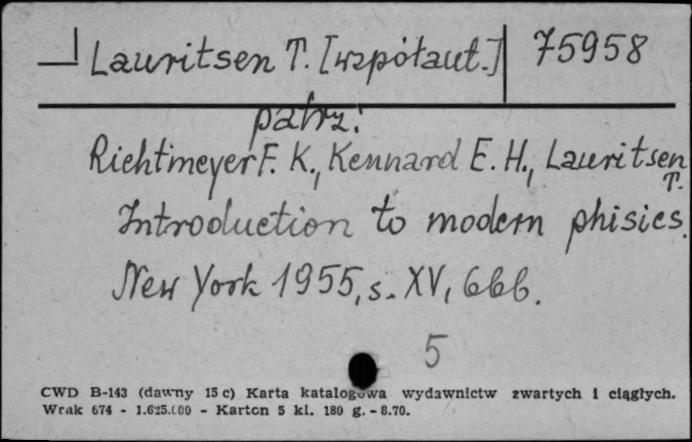 Lauritsen T. [współaut.] 75958
patrz:
Richtmeyer F. K., Kennard E. H., Lauritsen T.
Introduction to modern phisics.
New York 1955, s. XV, 666.
5
CWD B-143 (dawny 15 c) Karta katalogowa wydawnictw zwartych i ciągłych.
Wrak 674 - 1.625.000 - Karton 5 kl. 180 g. - 8.70.